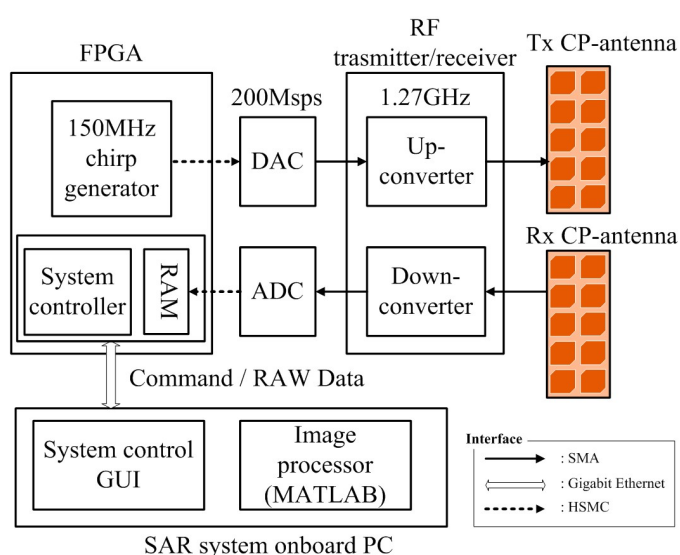 FPGA
RF
trasmitter/receiver
Tx CP-antenna
200Msps
1.27GHz
150MHz
chirp
generator
DAC
Up-
converter
Rx CP-antenna
System
controller
RAM
ADC
Down-
converter
Command / RAW Data
System control
GUI
Image
processor
(MATLAB)
Interface
: SMA
: Gigabit Ethernet
: HSMC
SAR system onboard PC